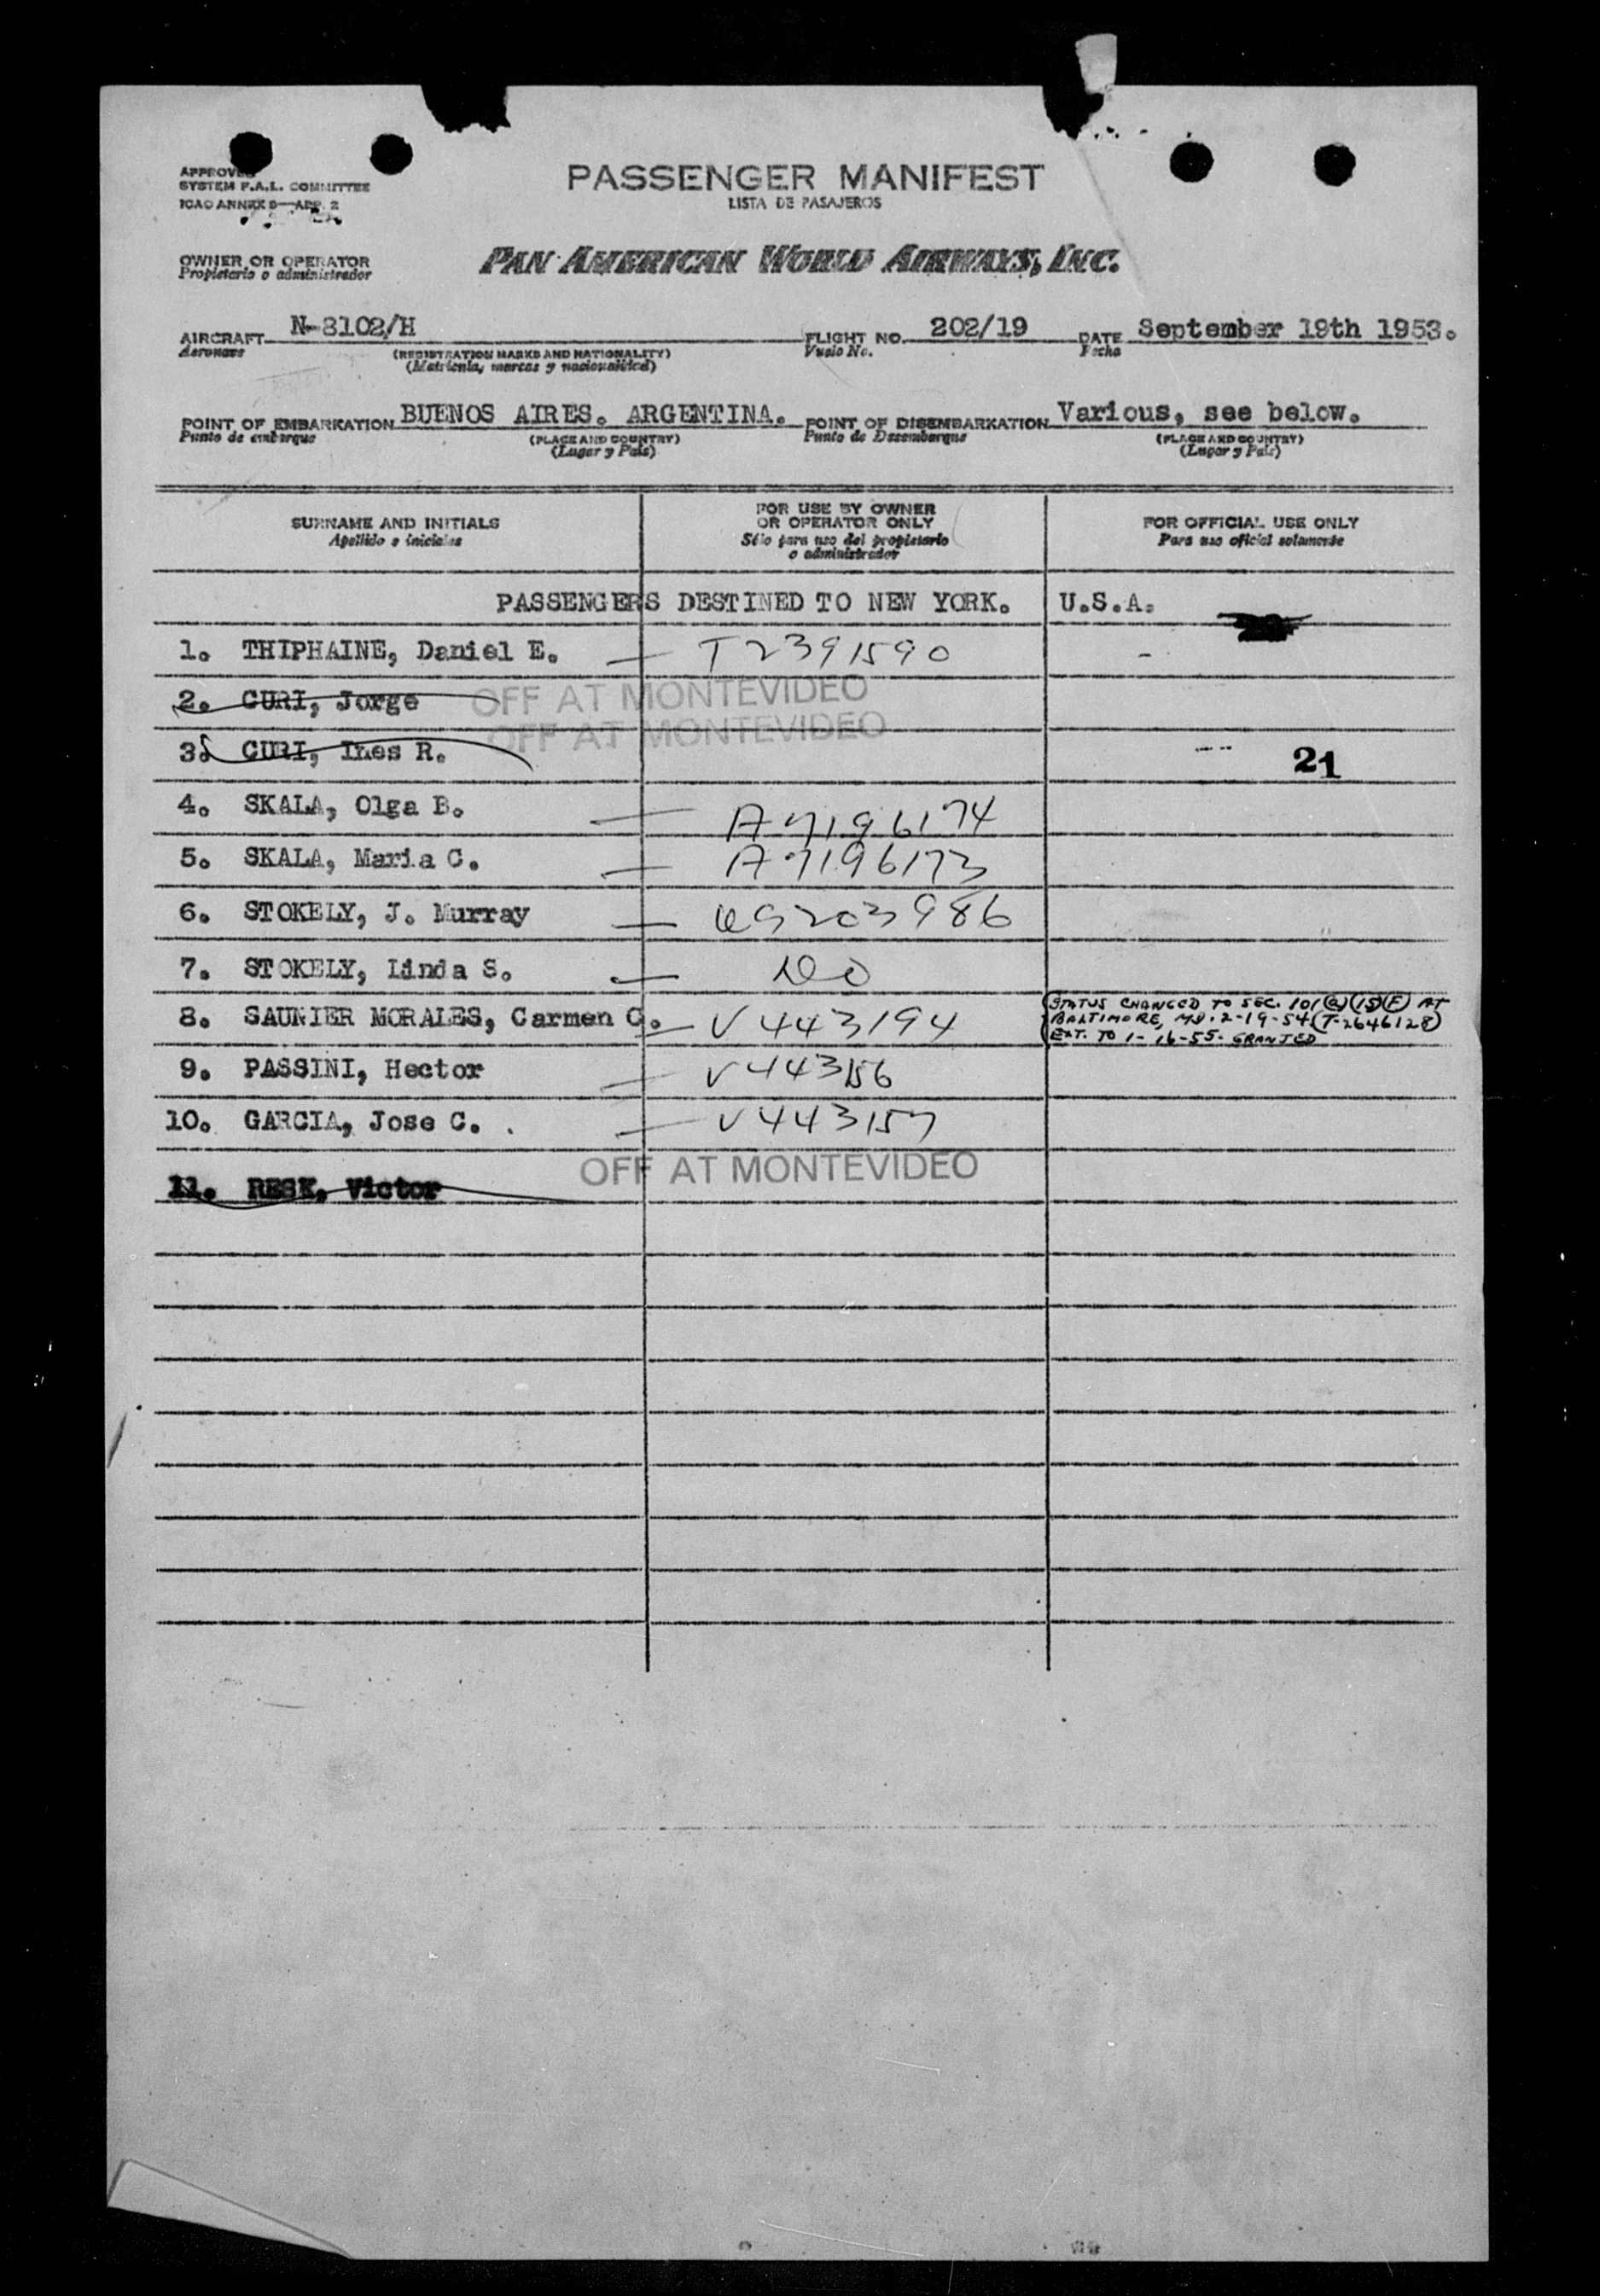 APPROVED
SYSTEM F.A.L. COMMITTEE
ICAO ANNEX 9—APP. 2
PASSENGER MANIFEST
LISTA DE PASAJEROS
OWNER OR OPERATOR
Propietario o administrador
PAN AMERICAN WORLD AIRWAYS, INC.
AIRCRAFT N-8102/H FLIGHT NO. 202/19 DATE September 19th 1953.
Aeronave (REGISTRATION MARKS AND NATIONALITY) Vuelo No. Fecha
(Matricula, marcas y nacionalidad)
POINT OF EMBARKATION BUENOS AIRES. ARGENTINA. POINT OF DISEMBARKATION Various, see below.
Punto de embarque (PLACE AND COUNTRY) Punto de Desembarque (PLACE AND COUNTRY)
(Lugar y Pais) (Lugar y Pais)
SURNAME AND INITIALS
Apellido e iniciales
FOR USE BY OWNER
OR OPERATOR ONLY
Sólo para uso del propietario
o administrador
FOR OFFICIAL USE ONLY
Para uso oficial solamente
PASSENGERS DESTINED TO NEW YORK. U.S.A.
1. THIPHAINE, Daniel E. — T2391590 -
2. CURI, Jorge OFF AT MONTEVIDEO
OFF AT MONTEVIDEO
3. CURI, Ines R. 21
4. SKALA, Olga B. — A7196174
5. SKALA, Maria C. — A7196173
6. STOKELY, J. Murray — 203986
7. STOKELY, Linda S. — DO
8. SAUNIER MORALES, Carmen C. — V443194
STATUS CHANGED TO SEC. 101(a)(15)(F) AT
BALTIMORE, MD. 2-19-54 (T-2646128)
EXT. TO 1-16-55- GRANTED
9. PASSINI, Hector — V443156
10. GARCIA, Jose C. — V443157
OFF AT MONTEVIDEO
11. RESK, Victor